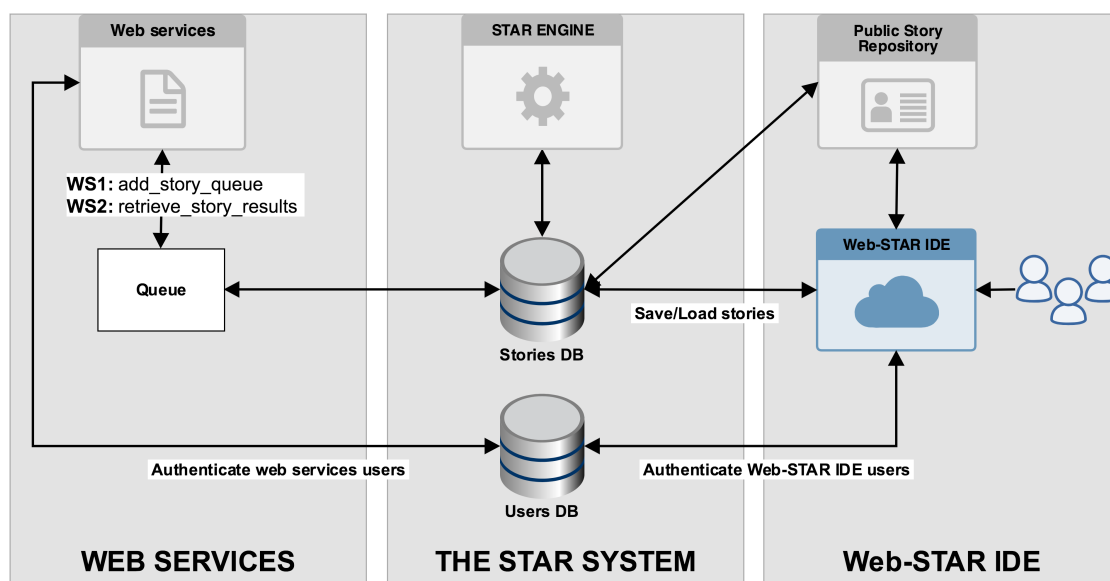 Web services
WS1: add_story_queue
WS2: retrieve_story_results
Queue
Authenticate web services users
WEB SERVICES
STAR ENGINE
Stories DB
Users DB
THE STAR SYSTEM
Public Story
Repository
Web-STAR IDE
Save/Load stories
Authenticate Web-STAR IDE users
Web-STAR IDE